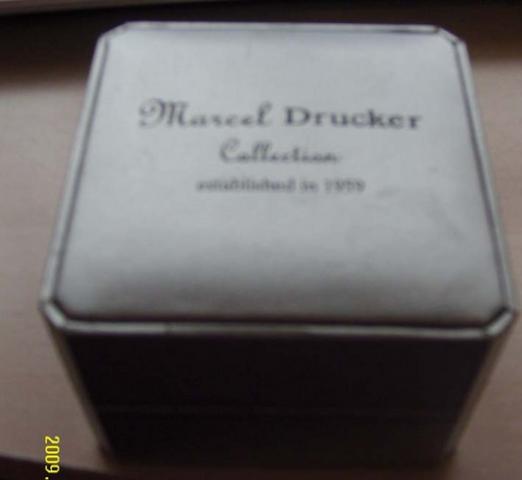 Marcel Drucker
Collection
established in 1959
2009.